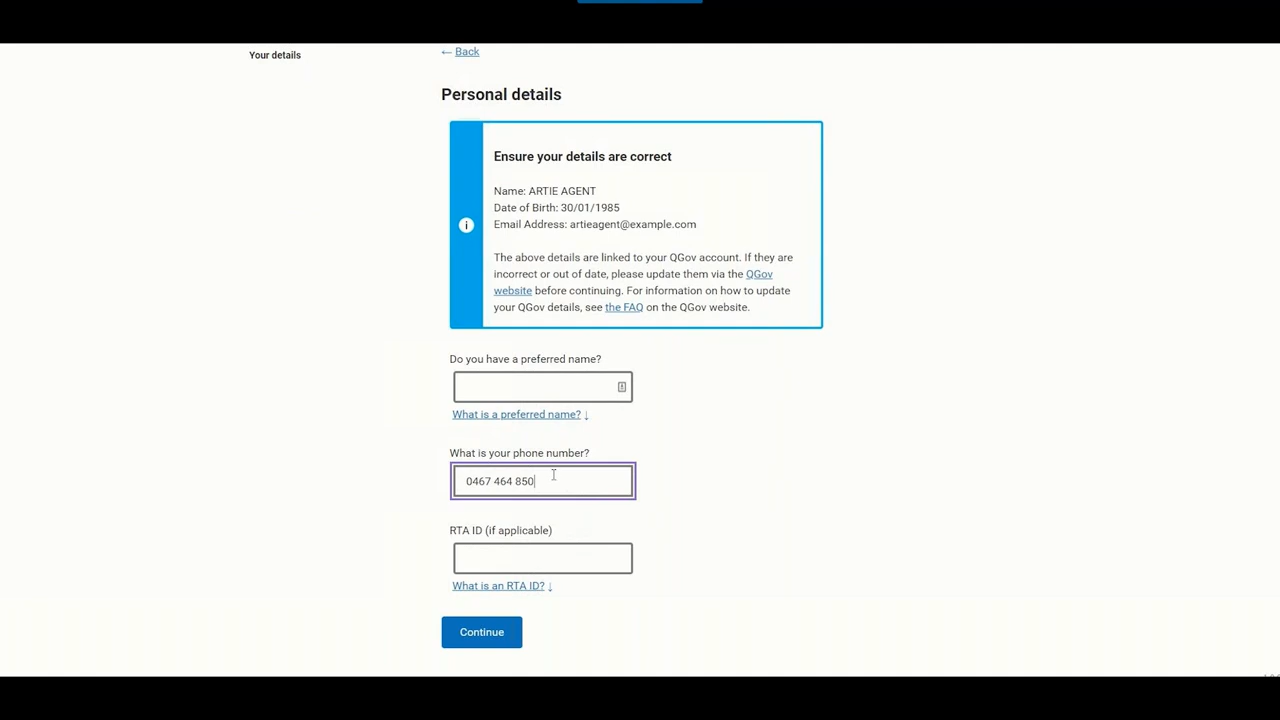 Your details
← Back
Personal details
Ensure your details are correct
Name: ARTIE AGENT
Date of Birth: 30/01/1985
Email Address: artieagent@example.com
The above details are linked to your QGov account. If they are
incorrect or out of date, please update them via the QGov
website before continuing. For information on how to update
your QGov details, see the FAQ on the QGov website.
Do you have a preferred name?
What is a preferred name? ↓
What is your phone number?
0467 464 850
RTA ID (if applicable)
What is an RTA ID? ↓
Continue